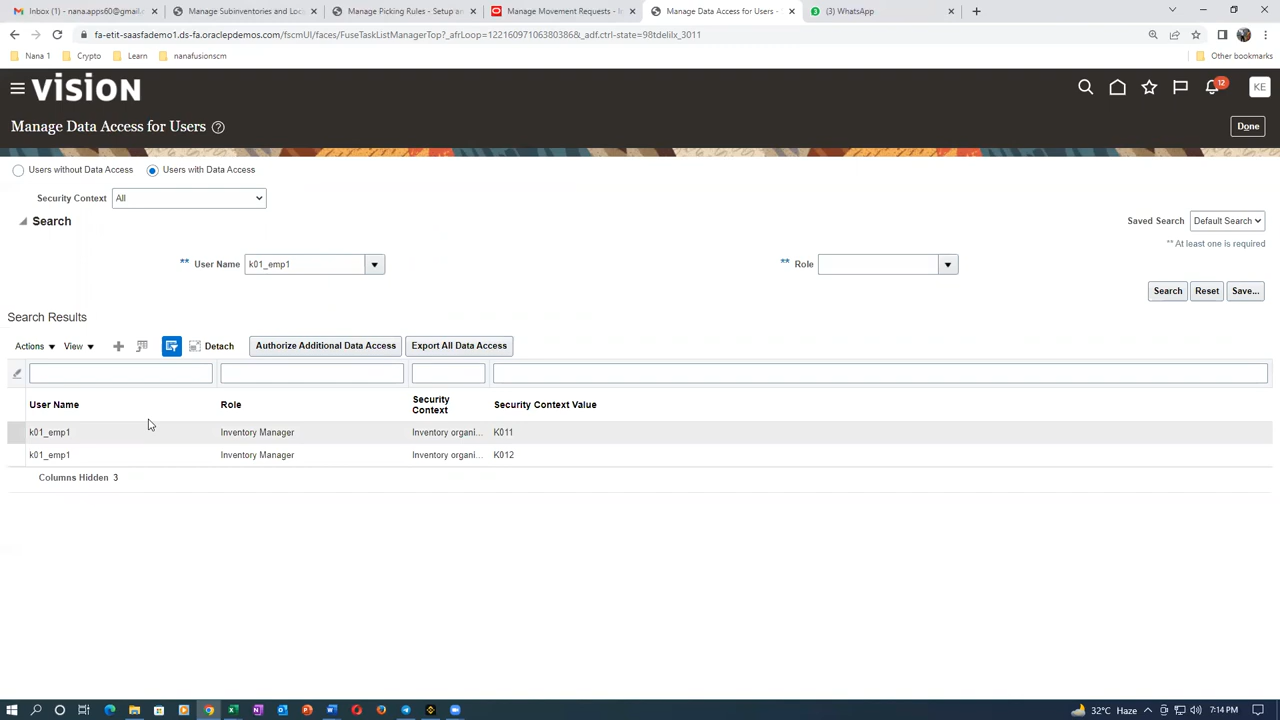 Inbox (1) - nana.apps60@gmail.c
Manage Subinventories and Loc
Manage Picking Rules - Setup an
Manage Movement Requests - I
Manage Data Access for Users -
(3) WhatsApp
fa-etit-saasfademo1.ds-fa.oraclepdemos.com/fscmUI/faces/FuseTaskListManagerTop?_afrLoop=12216097106380386&_adf.ctrl-state=98tdelilx_3011
Nana 1
Crypto
Learn
nanafusionscm
Other bookmarks
VISION
12
KE
Manage Data Access for Users
Done
Users without Data Access
Users with Data Access
Security Context
All
Search
Saved Search
Default Search
** At least one is required
** User Name
k01_emp1
** Role
Search
Reset
Save...
Search Results
Actions
View
Detach
Authorize Additional Data Access
Export All Data Access
User Name
Role
Security Context
Security Context Value
k01_emp1
Inventory Manager
Inventory organi...
K011
k01_emp1
Inventory Manager
Inventory organi...
K012
Columns Hidden 3
32°C Haze
7:14 PM